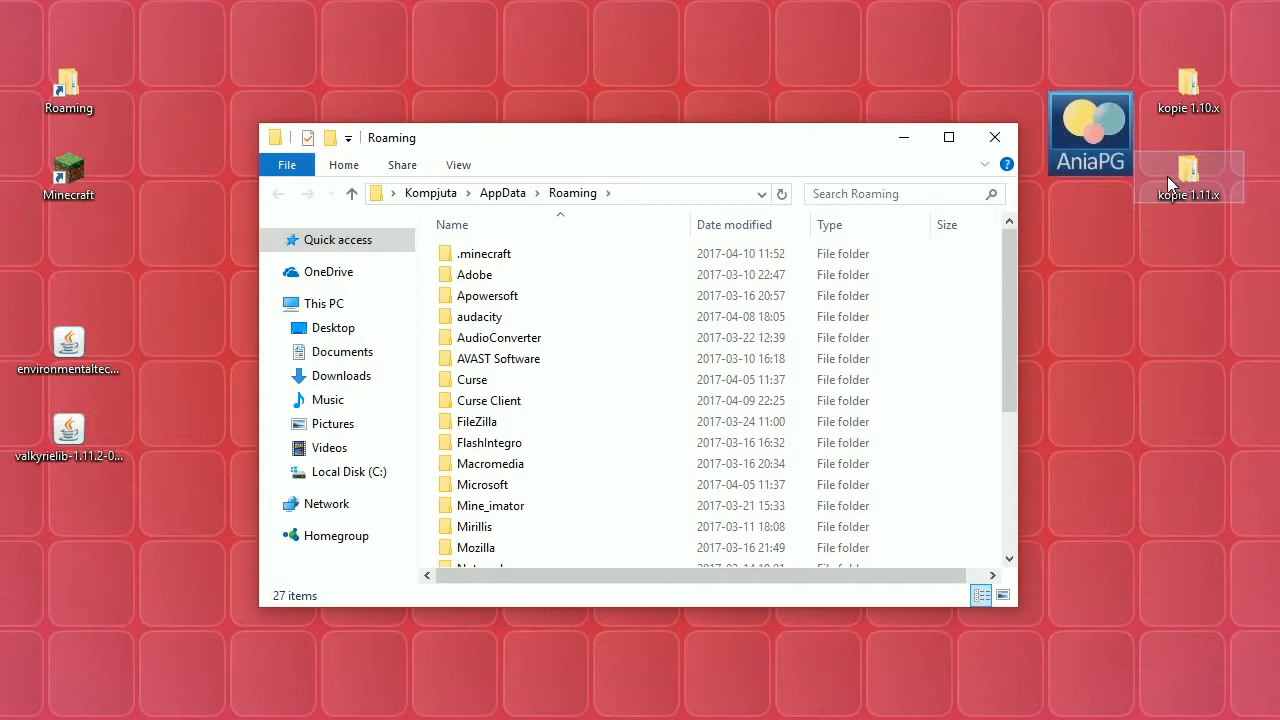 Roaming
Minecraft
environmentaltec...
valkyrielib-1.11.2-0...
AniaPG
kopie 1.10.x
kopie 1.11.x
Roaming
File Home Share View
Kompjuta AppData Roaming
Search Roaming
Quick access
OneDrive
This PC
Desktop
Documents
Downloads
Music
Pictures
Videos
Local Disk (C:)
Network
Homegroup
Name Date modified Type Size
.minecraft 2017-04-10 11:52 File folder
Adobe 2017-03-10 22:47 File folder
Apowersoft 2017-03-16 20:57 File folder
audacity 2017-04-08 18:05 File folder
AudioConverter 2017-03-22 12:39 File folder
AVAST Software 2017-03-10 16:18 File folder
Curse 2017-04-05 11:37 File folder
Curse Client 2017-04-09 22:25 File folder
FileZilla 2017-03-24 11:00 File folder
FlashIntegro 2017-03-16 16:32 File folder
Macromedia 2017-03-16 20:34 File folder
Microsoft 2017-04-05 11:37 File folder
Mine_imator 2017-03-21 15:33 File folder
Mirillis 2017-03-11 18:08 File folder
Mozilla 2017-03-16 21:49 File folder
27 items